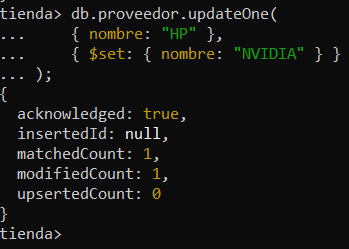 tienda> db.proveedor.updateOne(
...     { nombre: "HP" },
...     { $set: { nombre: "NVIDIA" } }
... );
{
  acknowledged: true,
  insertedId: null,
  matchedCount: 1,
  modifiedCount: 1,
  upsertedCount: 0
}
tienda>